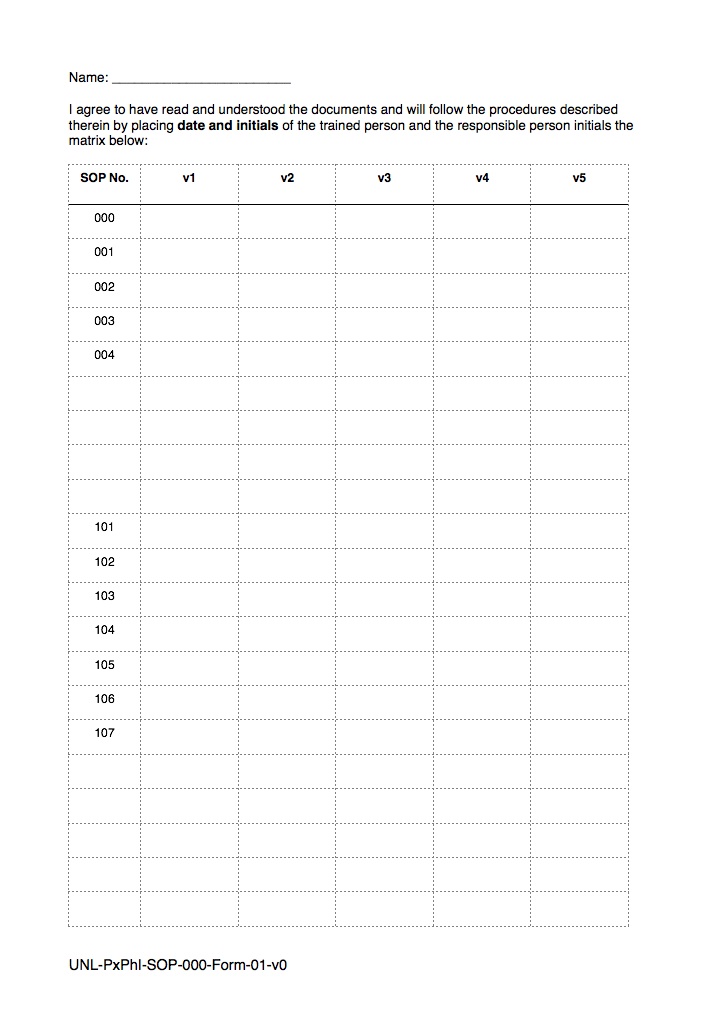 Name: ________________________
I agree to have read and understood the documents and will follow the procedures described
therein by placing date and initials of the trained person and the responsible person initials the
matrix below:
SOP No. v1 v2 v3 v4 v5
000
001
002
003
004
101
102
103
104
105
106
107
UNL-PxPhl-SOP-000-Form-01-v0